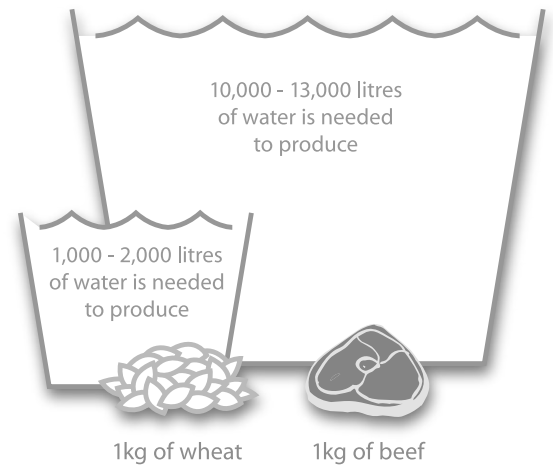 10,000 - 13,000 litres
of water is needed
to produce
1,000 - 2,000 litres
of water is needed
to produce
1kg of wheat
1kg of beef